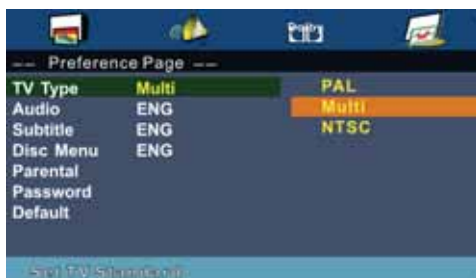 -- Preference Page --
TV Type Multi PAL
Audio ENG Multi
Subtitle ENG NTSC
Disc Menu ENG
Parental
Password
Default
Set TV Standard